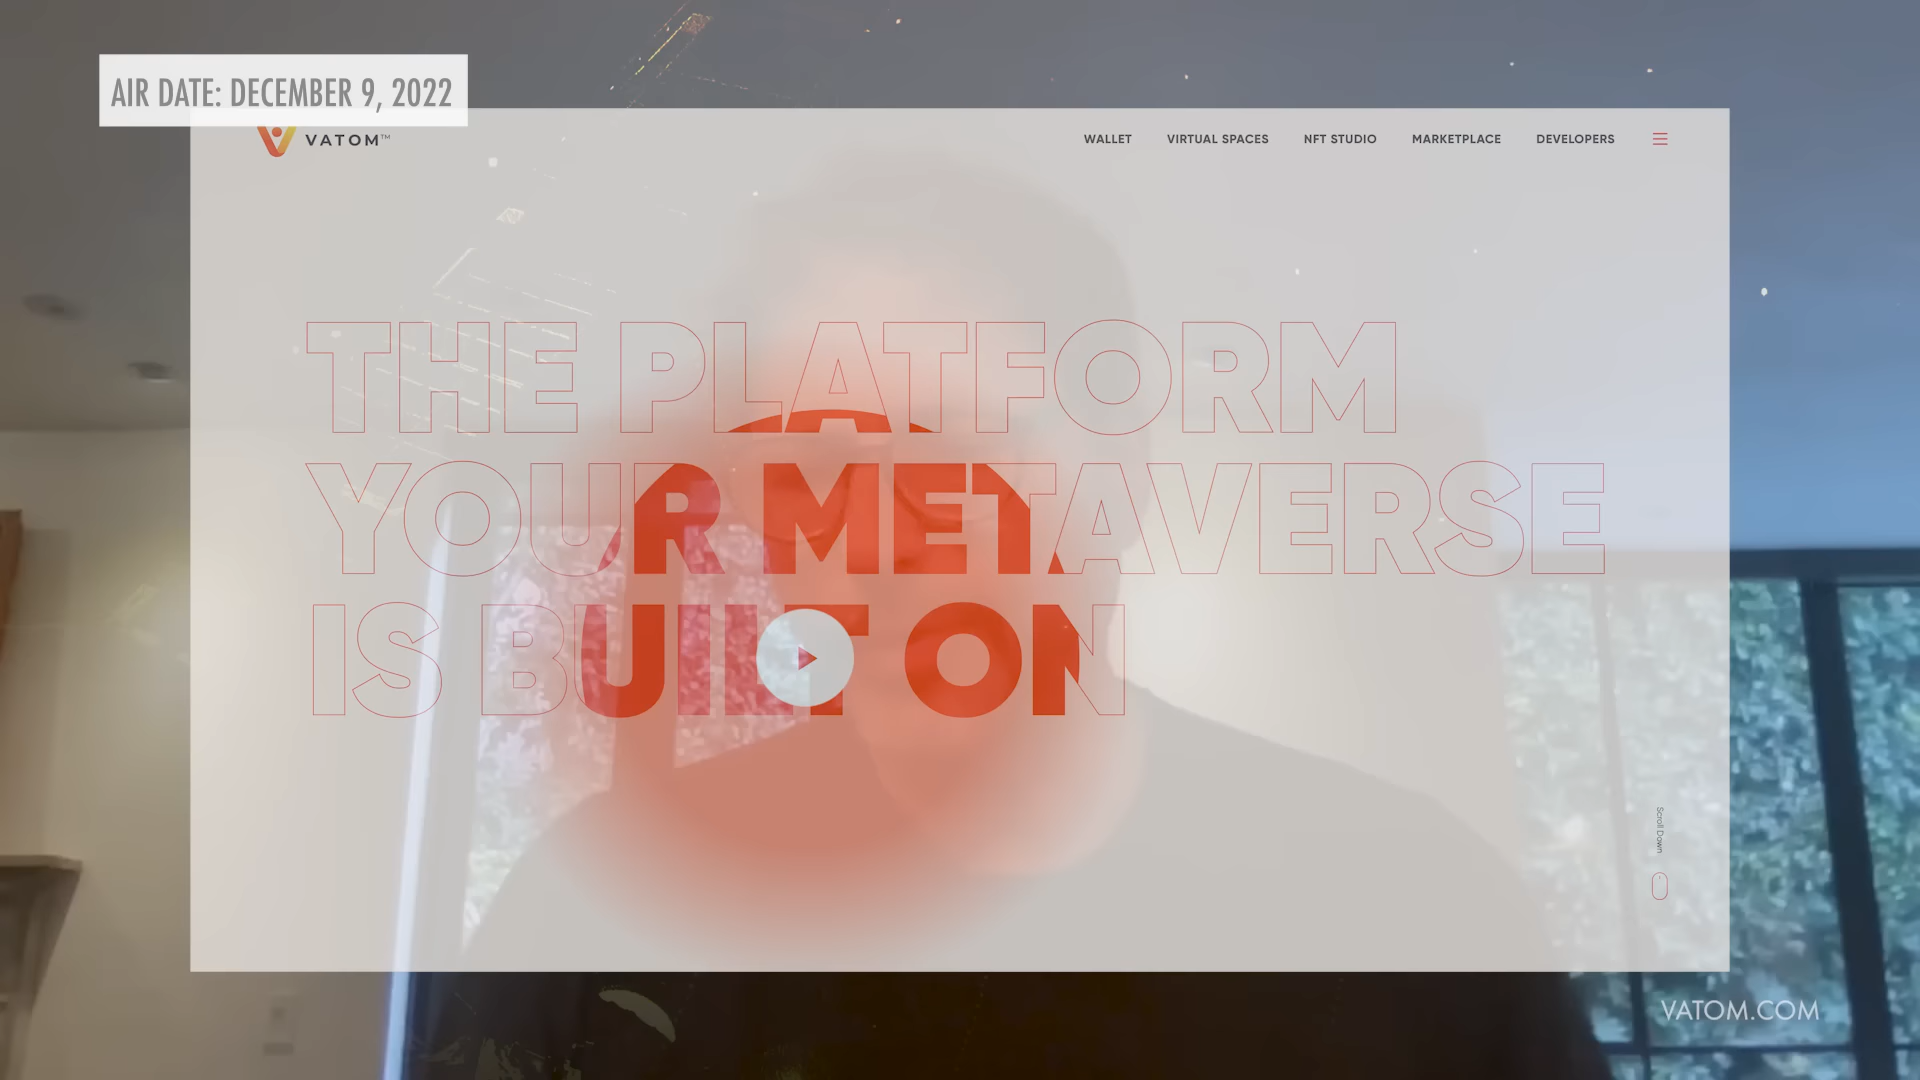 AIR DATE: DECEMBER 9, 2022
VATOM™
WALLET VIRTUAL SPACES NFT STUDIO MARKETPLACE DEVELOPERS
THE PLATFORM
YOUR METAVERSE
IS BUILT ON
Scroll Down
VATOM.COM